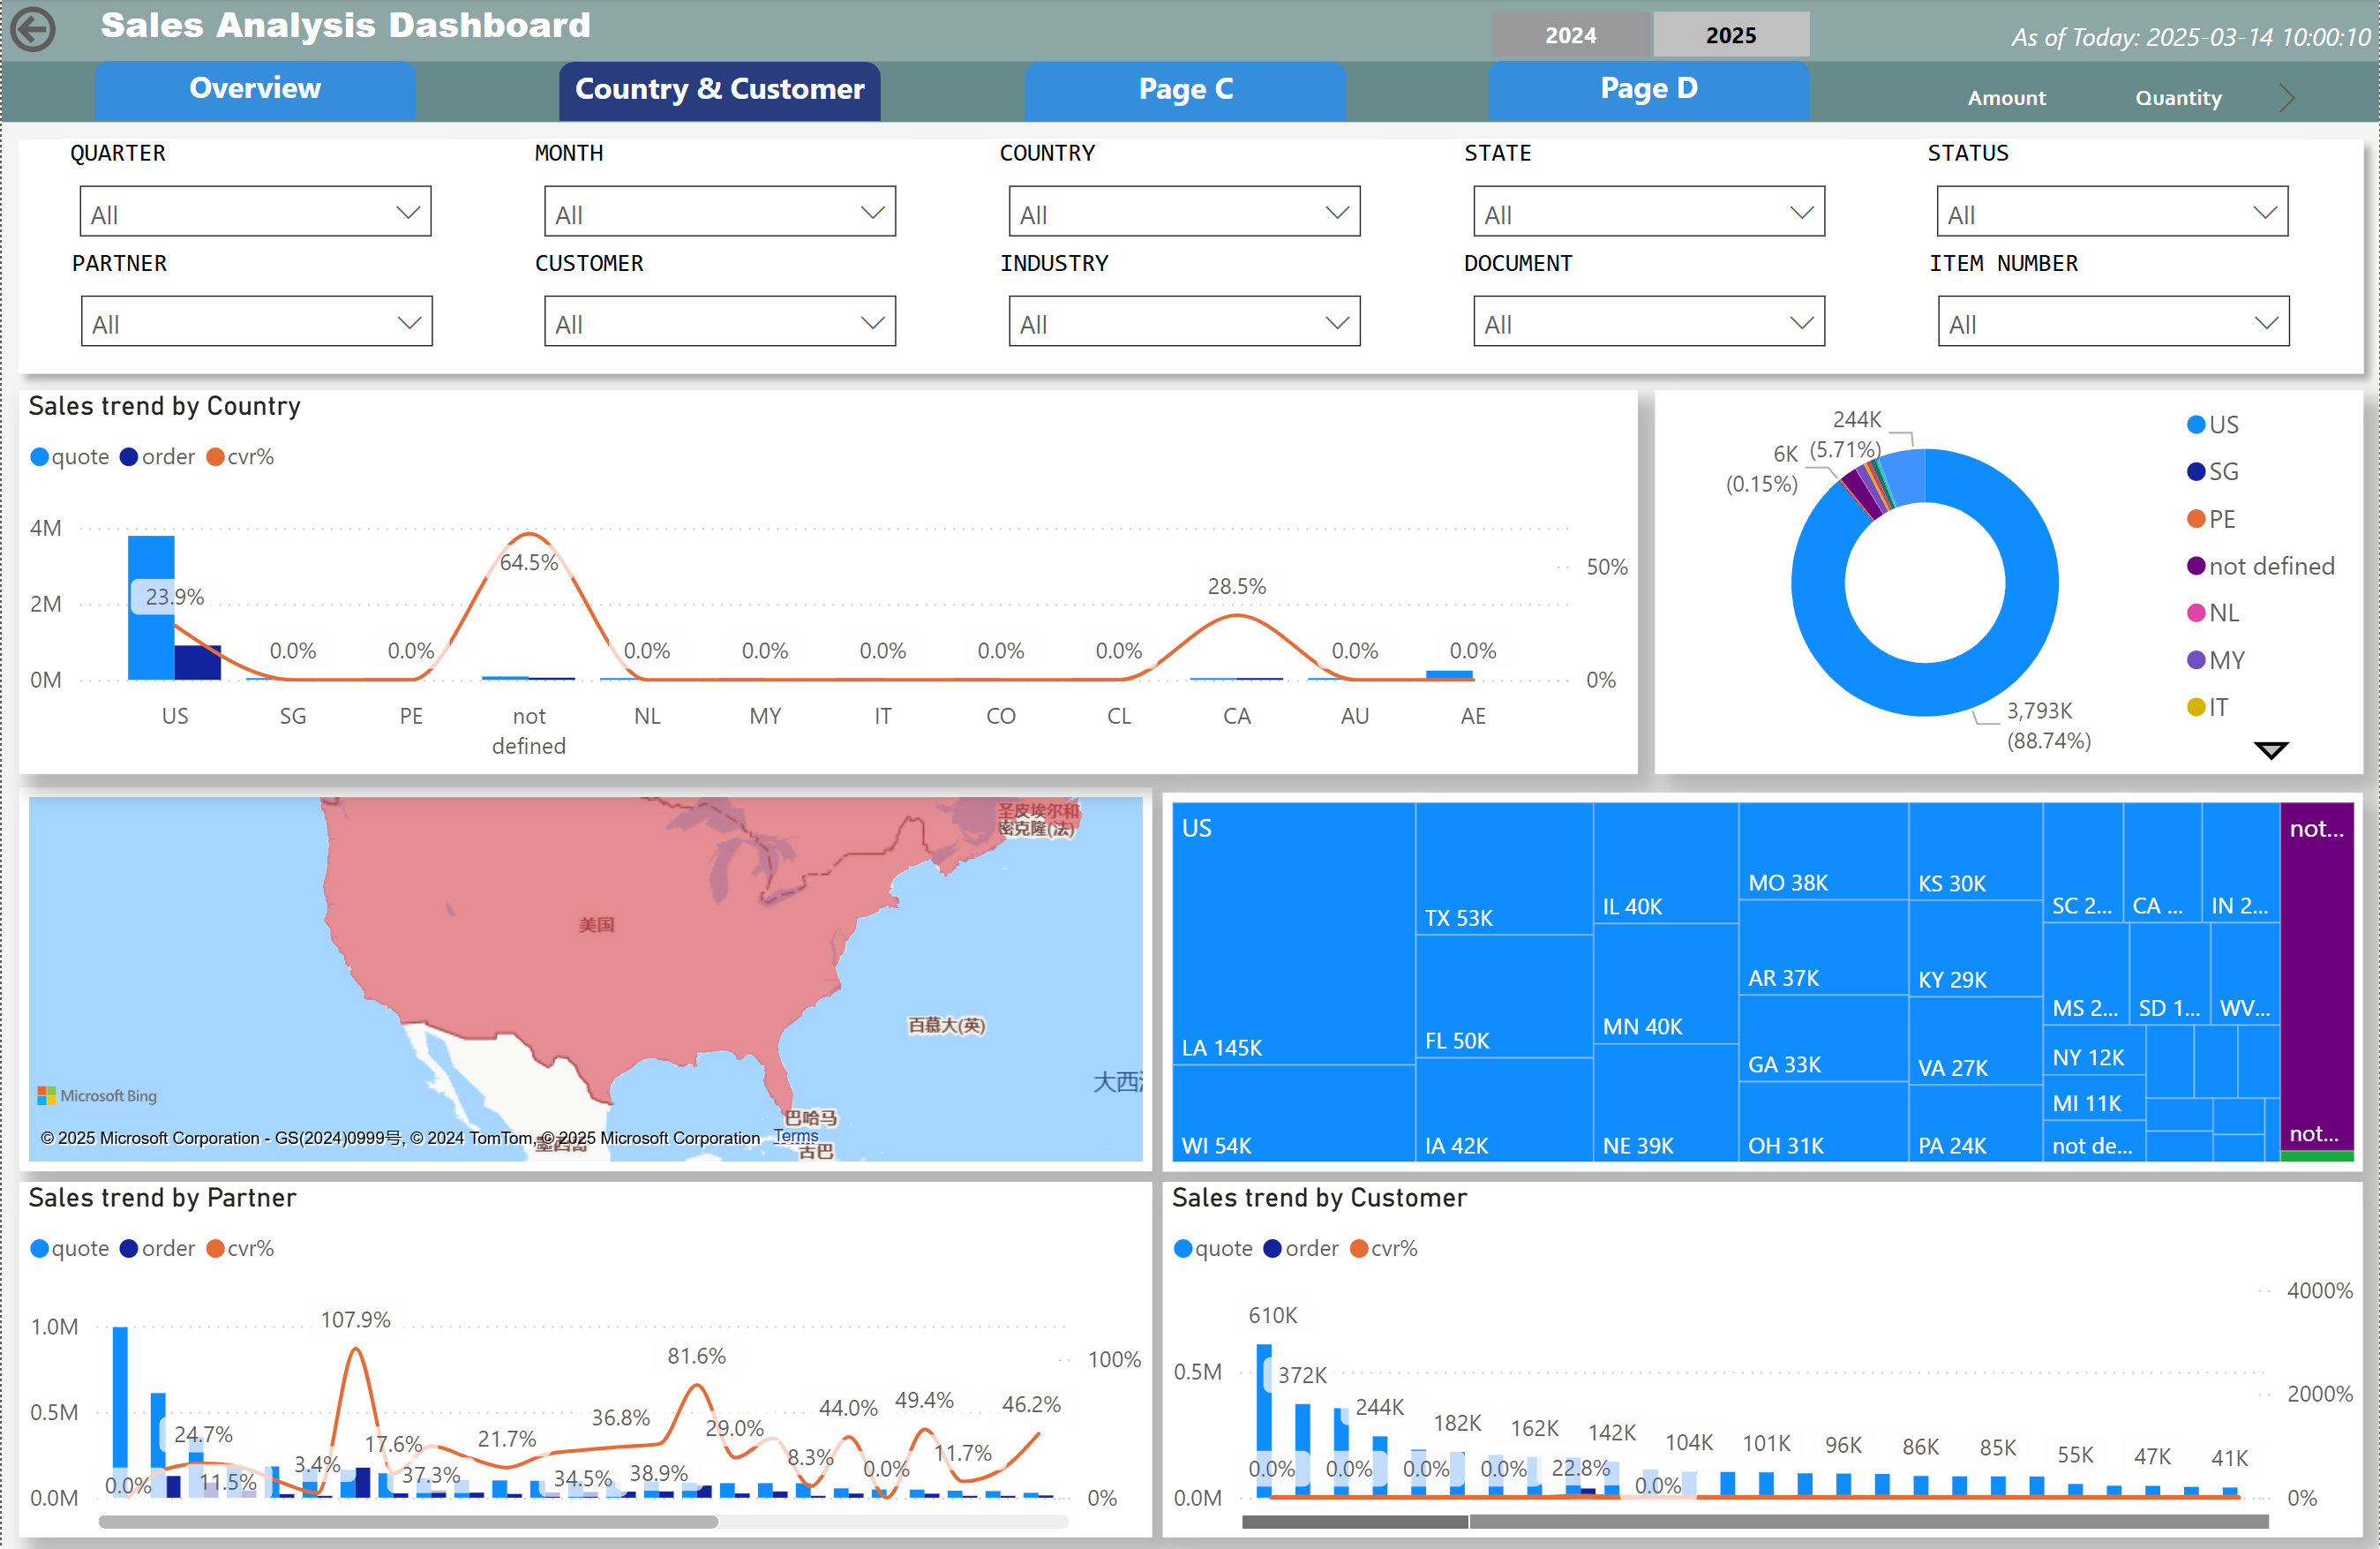 Sales Analysis Dashboard
2024
2025
As of Today: 2025-03-14 10:00:10
Overview
Country & Customer
Page C
Page D
Amount
Quantity
QUARTER
MONTH
COUNTRY
STATE
STATUS
All
All
All
All
All
PARTNER
CUSTOMER
INDUSTRY
DOCUMENT
ITEM NUMBER
All
All
All
All
All
Sales trend by Country
quote order cvr%
4M
2M
0M
50%
0%
23.9%
0.0%
0.0%
64.5%
0.0%
0.0%
0.0%
0.0%
0.0%
28.5%
0.0%
0.0%
US
SG
PE
not
defined
NL
MY
IT
CO
CL
CA
AU
AE
244K
(5.71%)
6K
(0.15%)
3,793K
(88.74%)
US
SG
PE
not defined
NL
MY
IT
圣皮埃尔和
密克隆(法)
美国
百慕大(英)
大西
巴哈马
古巴
墨西哥
Microsoft Bing
© 2025 Microsoft Corporation - GS(2024)0999号, © 2024 TomTom, © 2025 Microsoft Corporation Terms
US
LA 145K
WI 54K
TX 53K
FL 50K
IA 42K
IL 40K
MN 40K
NE 39K
MO 38K
AR 37K
GA 33K
OH 31K
KS 30K
KY 29K
VA 27K
PA 24K
SC 2...
CA ...
IN 2...
MS 2...
SD 1...
WV...
NY 12K
MI 11K
not de...
not...
not...
Sales trend by Partner
quote order cvr%
1.0M
0.5M
0.0M
100%
0%
0.0%
24.7%
11.5%
3.4%
107.9%
17.6%
37.3%
21.7%
34.5%
36.8%
38.9%
81.6%
29.0%
8.3%
44.0%
0.0%
49.4%
11.7%
46.2%
Sales trend by Customer
quote order cvr%
0.5M
0.0M
4000%
2000%
0%
610K
372K
244K
182K
162K
142K
104K
101K
96K
86K
85K
55K
47K
41K
0.0%
0.0%
0.0%
0.0%
22.8%
0.0%